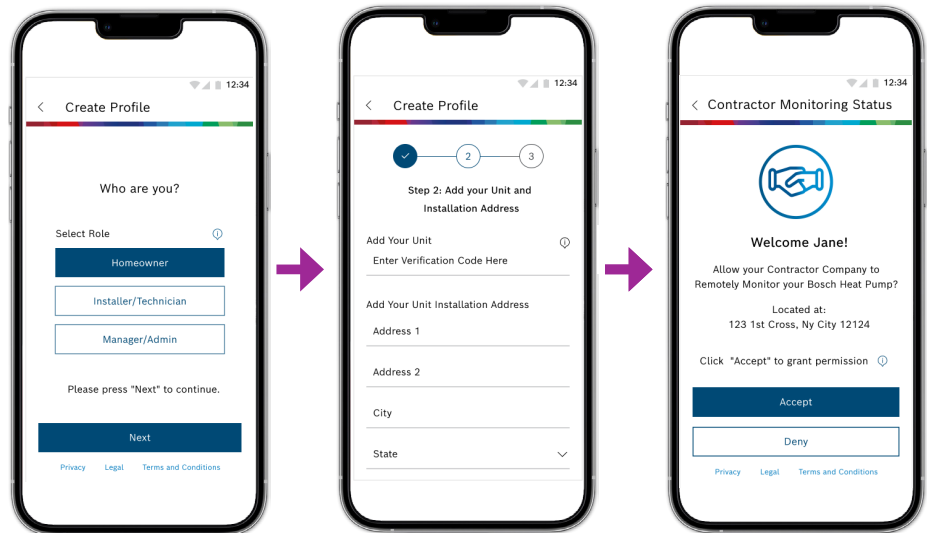 12:34
Create Profile
Who are you?
Select Role
Homeowner
Installer/Technician
Manager/Admin
Please press "Next" to continue.
Next
Privacy Legal Terms and Conditions
12:34
Create Profile
2 3
Step 2: Add your Unit and
Installation Address
Add Your Unit
Enter Verification Code Here
Add Your Unit Installation Address
Address 1
Address 2
City
State
12:34
Contractor Monitoring Status
Welcome Jane!
Allow your Contractor Company to
Remotely Monitor your Bosch Heat Pump?
Located at:
123 1st Cross, Ny City 12124
Click "Accept" to grant permission
Accept
Deny
Privacy Legal Terms and Conditions